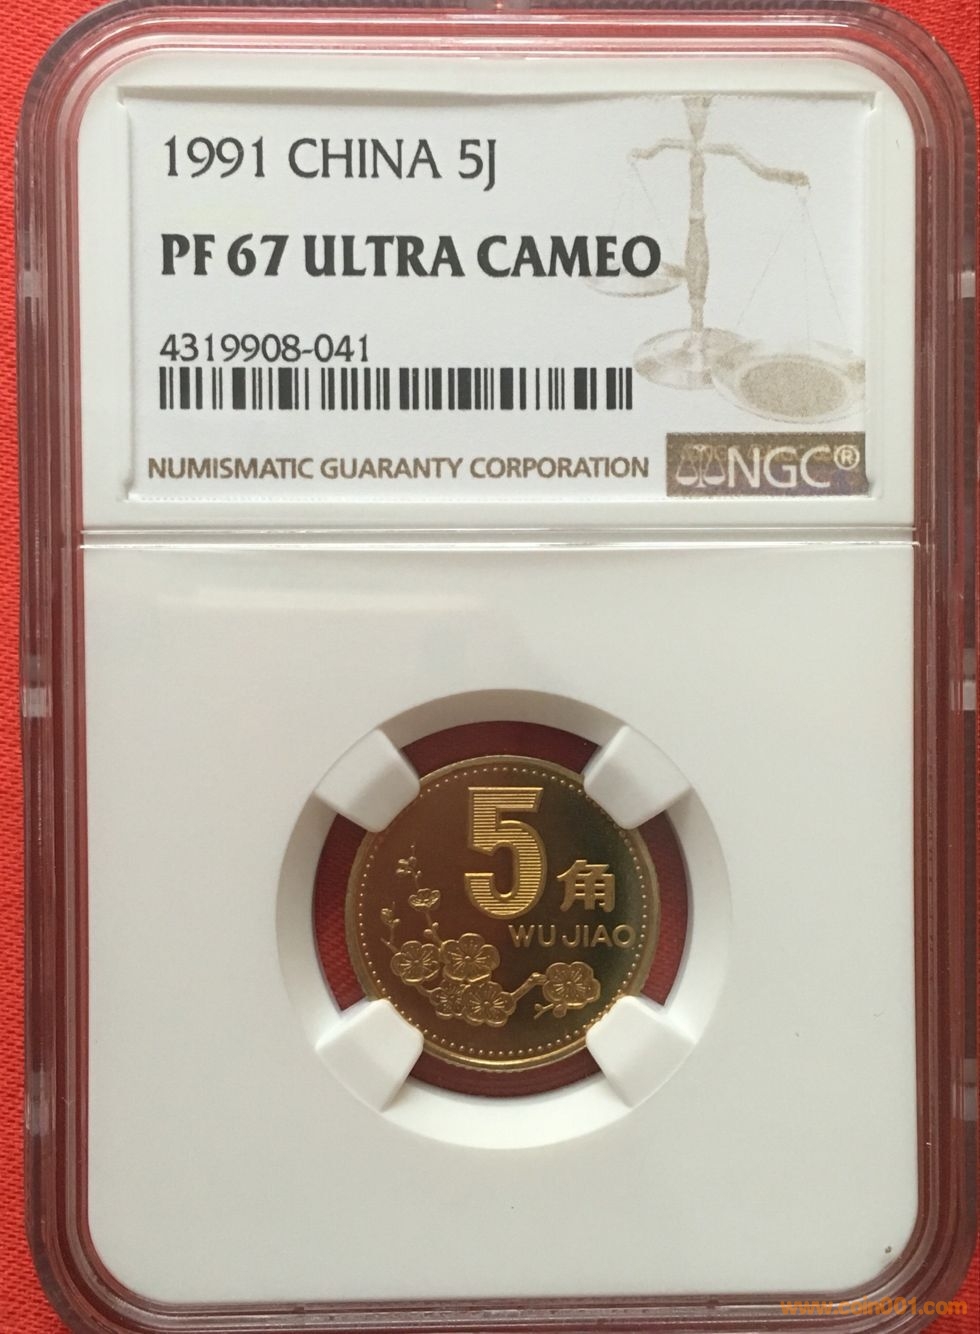 1991 CHINA 5J
PF 67 ULTRA CAMEO
4319908-041
NUMISMATIC GUARANTY CORPORATION
NGC®
5角
WU JIAO
www.coin001.com